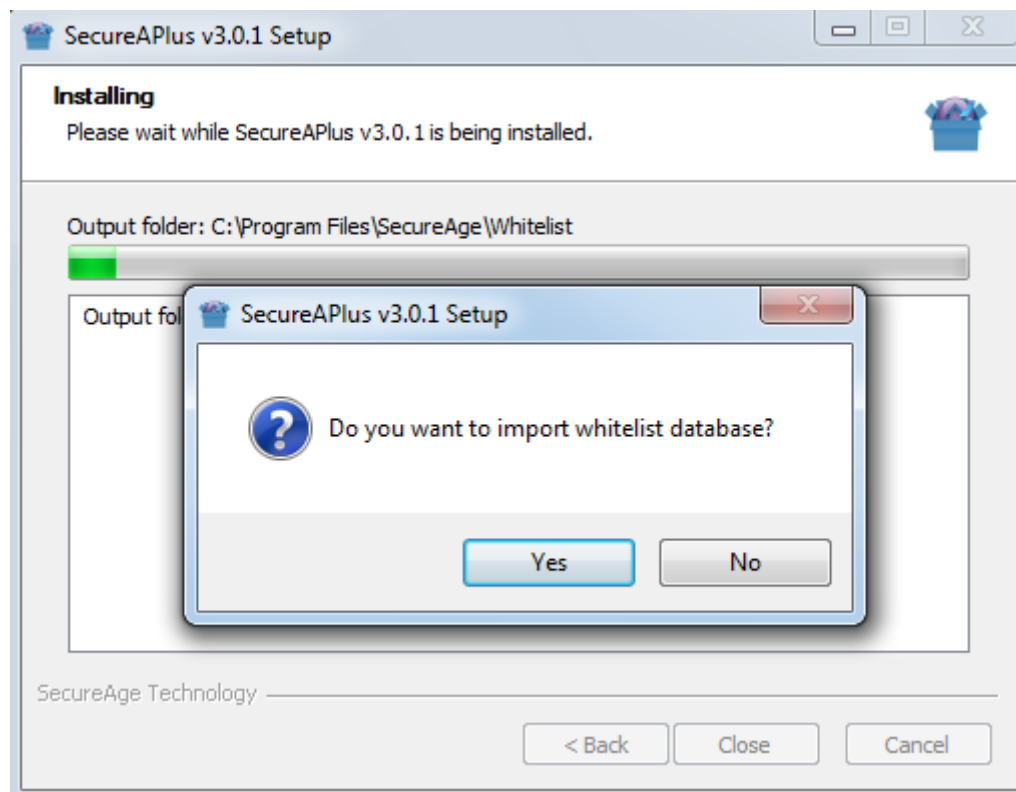 SecureAPlus v3.0.1 Setup
Installing
Please wait while SecureAPlus v3.0.1 is being installed.
Output folder: C:\Program Files\SecureAge\Whitelist
Output fol
SecureAPlus v3.0.1 Setup
Do you want to import whitelist database?
Yes No
SecureAge Technology
< Back Close Cancel